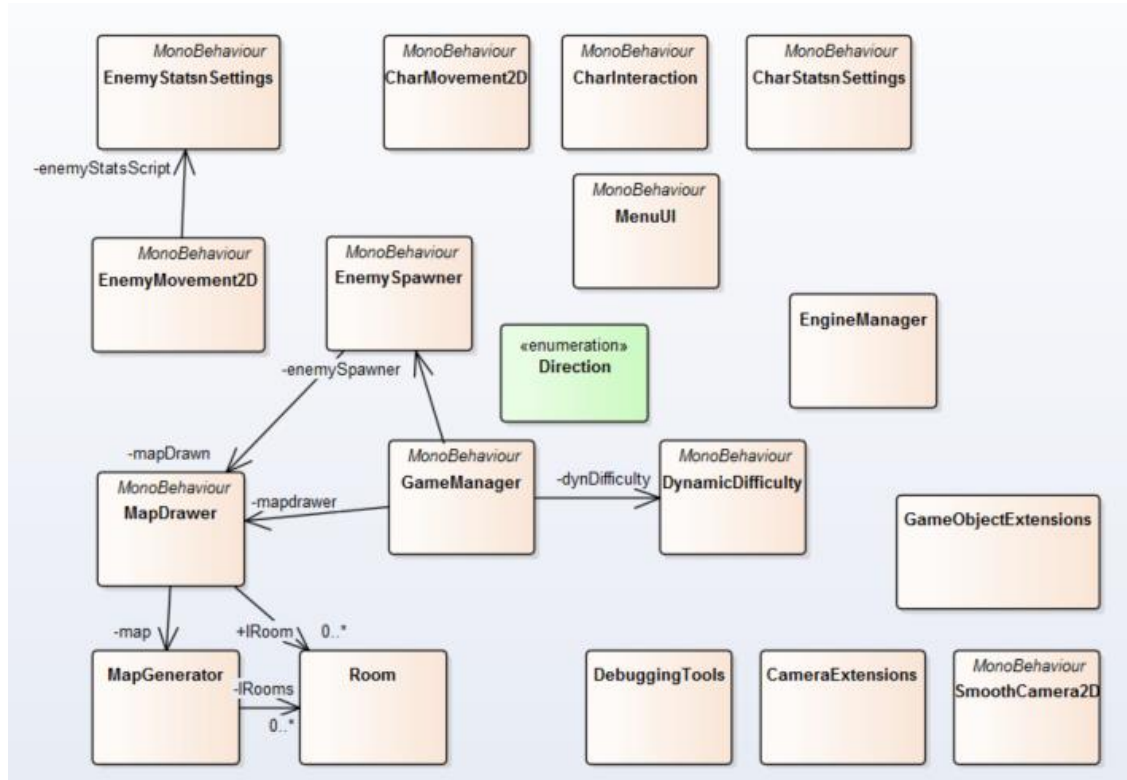 MonoBehaviour
EnemyStatsnSettings
MonoBehaviour
CharMovement2D
MonoBehaviour
CharInteraction
MonoBehaviour
CharStatsnSettings
-enemyStatsScript
MonoBehaviour
MenuUI
MonoBehaviour
EnemyMovement2D
MonoBehaviour
EnemySpawner
EngineManager
«enumeration»
Direction
-enemySpawner
-mapDrawn
MonoBehaviour
MapDrawer
-mapdrawer
MonoBehaviour
GameManager
-dynDifficulty
MonoBehaviour
DynamicDifficulty
GameObjectExtensions
-map
+lRoom
0..*
MapGenerator
-lRooms
0..*
Room
DebuggingTools
CameraExtensions
MonoBehaviour
SmoothCamera2D